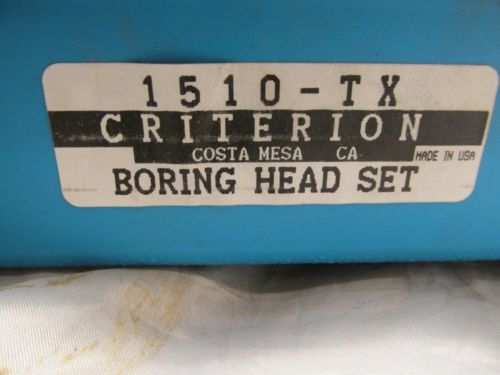 1510-TX
CRITERION
COSTA MESA CA
MADE IN USA
BORING HEAD SET